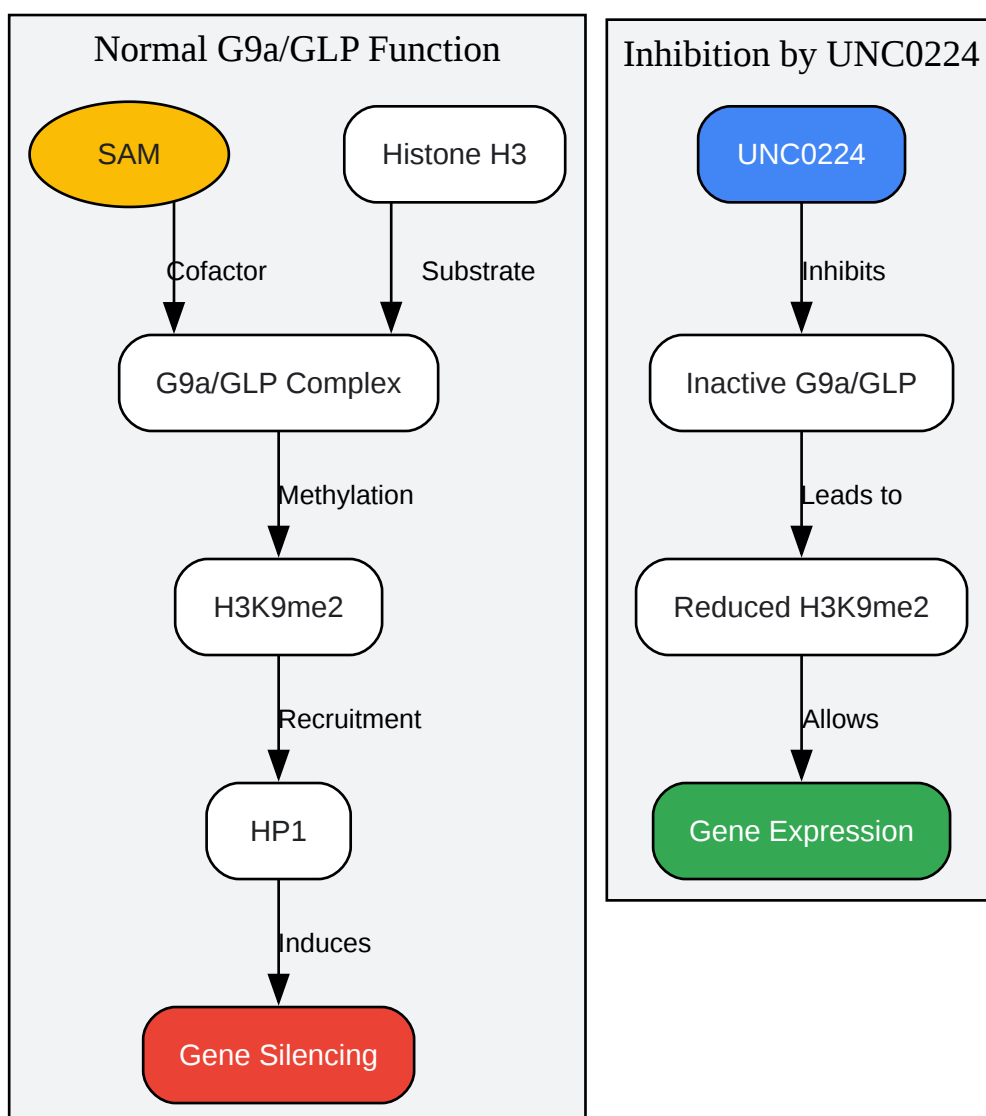 Normal G9a/GLP Function
SAM
Histone H3
Cofactor
Substrate
G9a/GLP Complex
Methylation
H3K9me2
Recruitment
HP1
Induces
Gene Silencing
Inhibition by UNC0224
UNC0224
Inhibits
Inactive G9a/GLP
Leads to
Reduced H3K9me2
Allows
Gene Expression